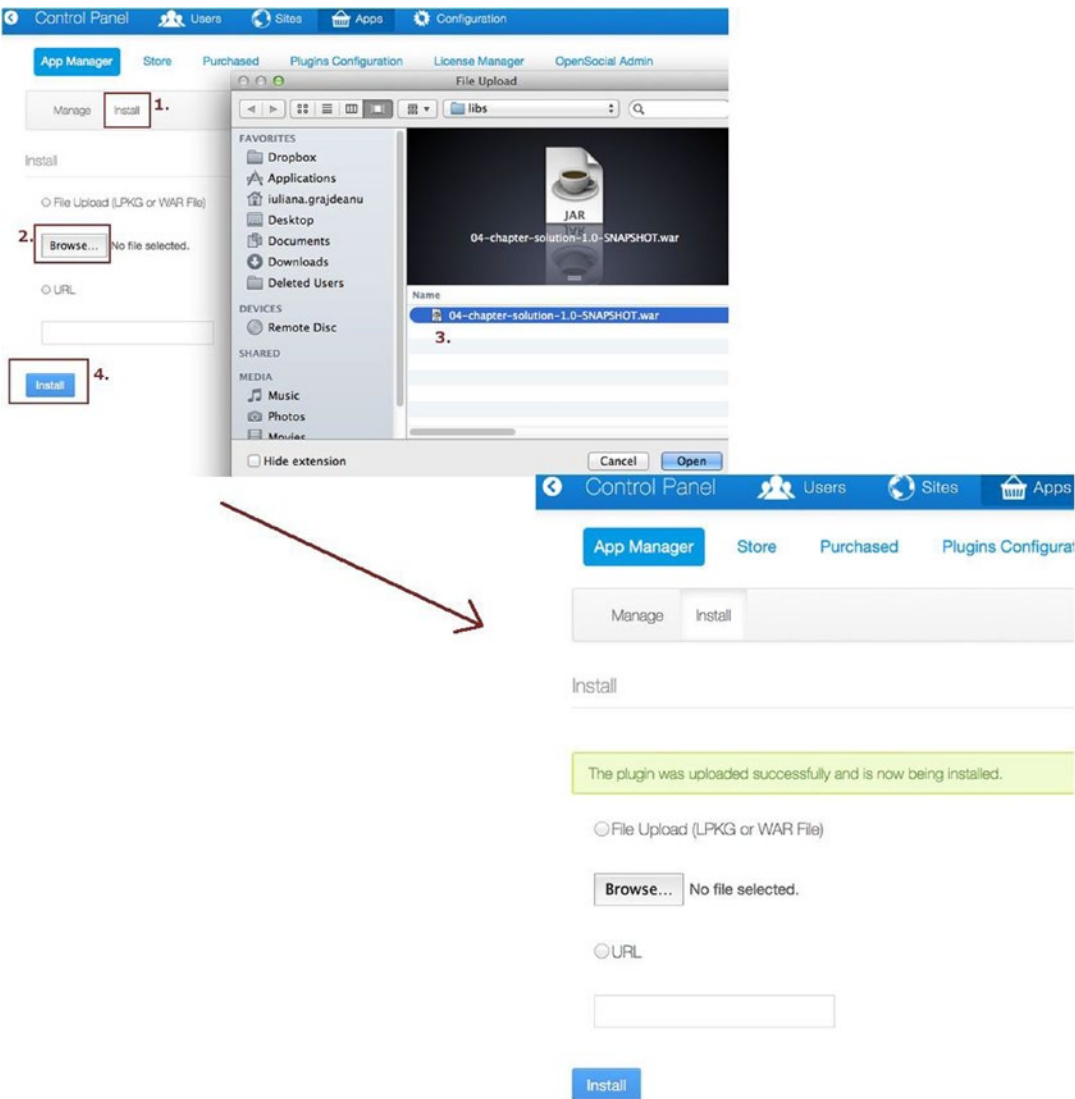 Control Panel Users Sites Apps Configuration
App Manager Store Purchased Plugins Configuration License Manager OpenSocial Admin
File Upload
Manage Install 1.
libs
Install
FAVORITES
Dropbox
Applications
File Upload (LPKG or WAR File)
iuliana.grajdeanu
Desktop
JAR
2. Browse... No file selected.
Documents
04-chapter-solution-1.0-SNAPSHOT.war
Downloads
Deleted Users
URL
Name
DEVICES
04-chapter-solution-1.0-SNAPSHOT.war
Remote Disc
3.
SHARED
MEDIA
Install 4.
Music
Photos
Movies
Hide extension Cancel Open
Control Panel Users Sites Apps
App Manager Store Purchased Plugins Configurat
Manage Install
Install
The plugin was uploaded successfully and is now being installed.
File Upload (LPKG or WAR File)
Browse... No file selected.
URL
Install